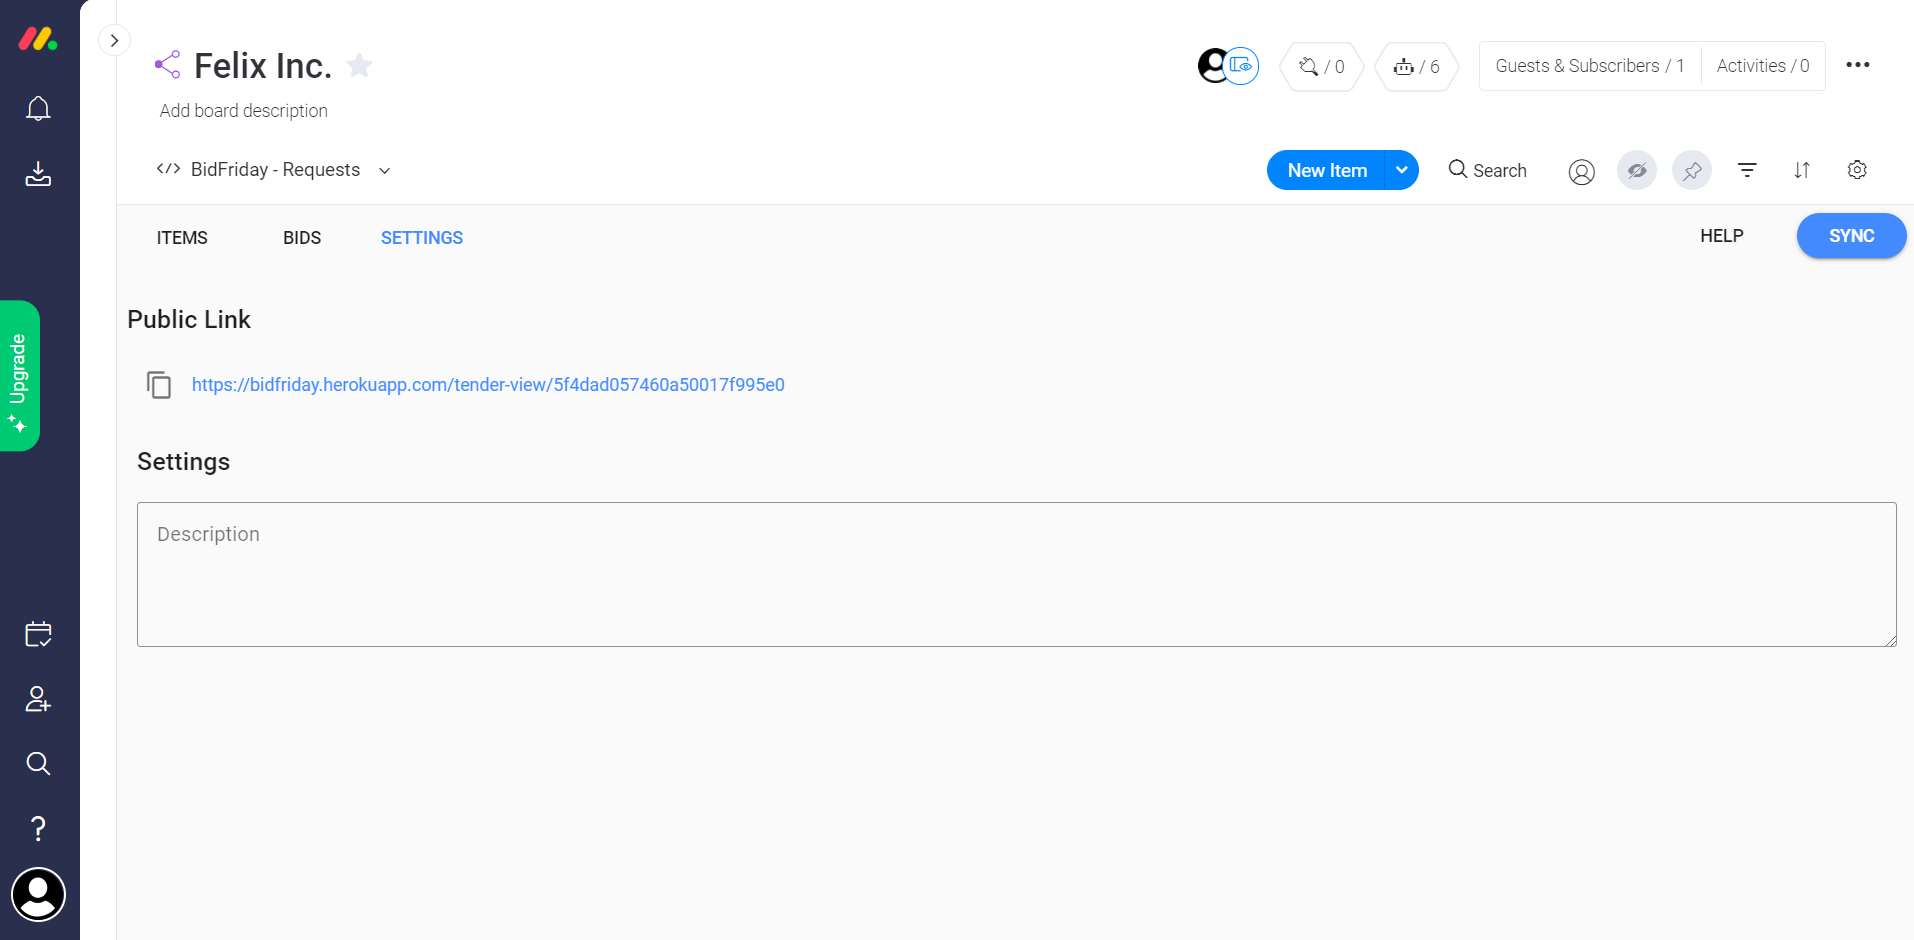 Felix Inc.
/ 0
/ 6
Guests & Subscribers / 1
Activities / 0
Add board description
BidFriday - Requests
New Item
Search
ITEMS
BIDS
SETTINGS
HELP
SYNC
Public Link
Upgrade
https://bidfriday.herokuapp.com/tender-view/5f4dad057460a50017f995e0
Settings
Description